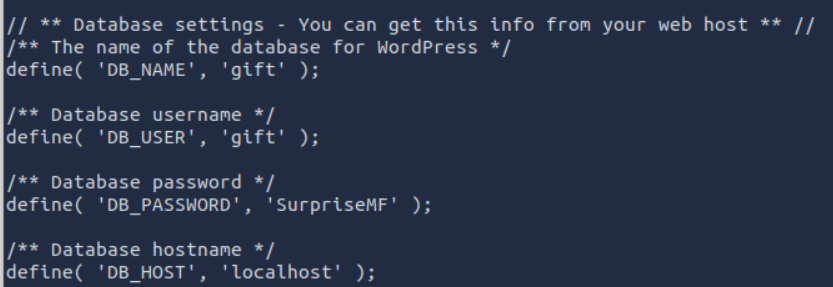 // ** Database settings - You can get this info from your web host ** //
/** The name of the database for WordPress */
define( 'DB_NAME', 'gift' );
/** Database username */
define( 'DB_USER', 'gift' );
/** Database password */
define( 'DB_PASSWORD', 'SurpriseMF' );
/** Database hostname */
define( 'DB_HOST', 'localhost' );